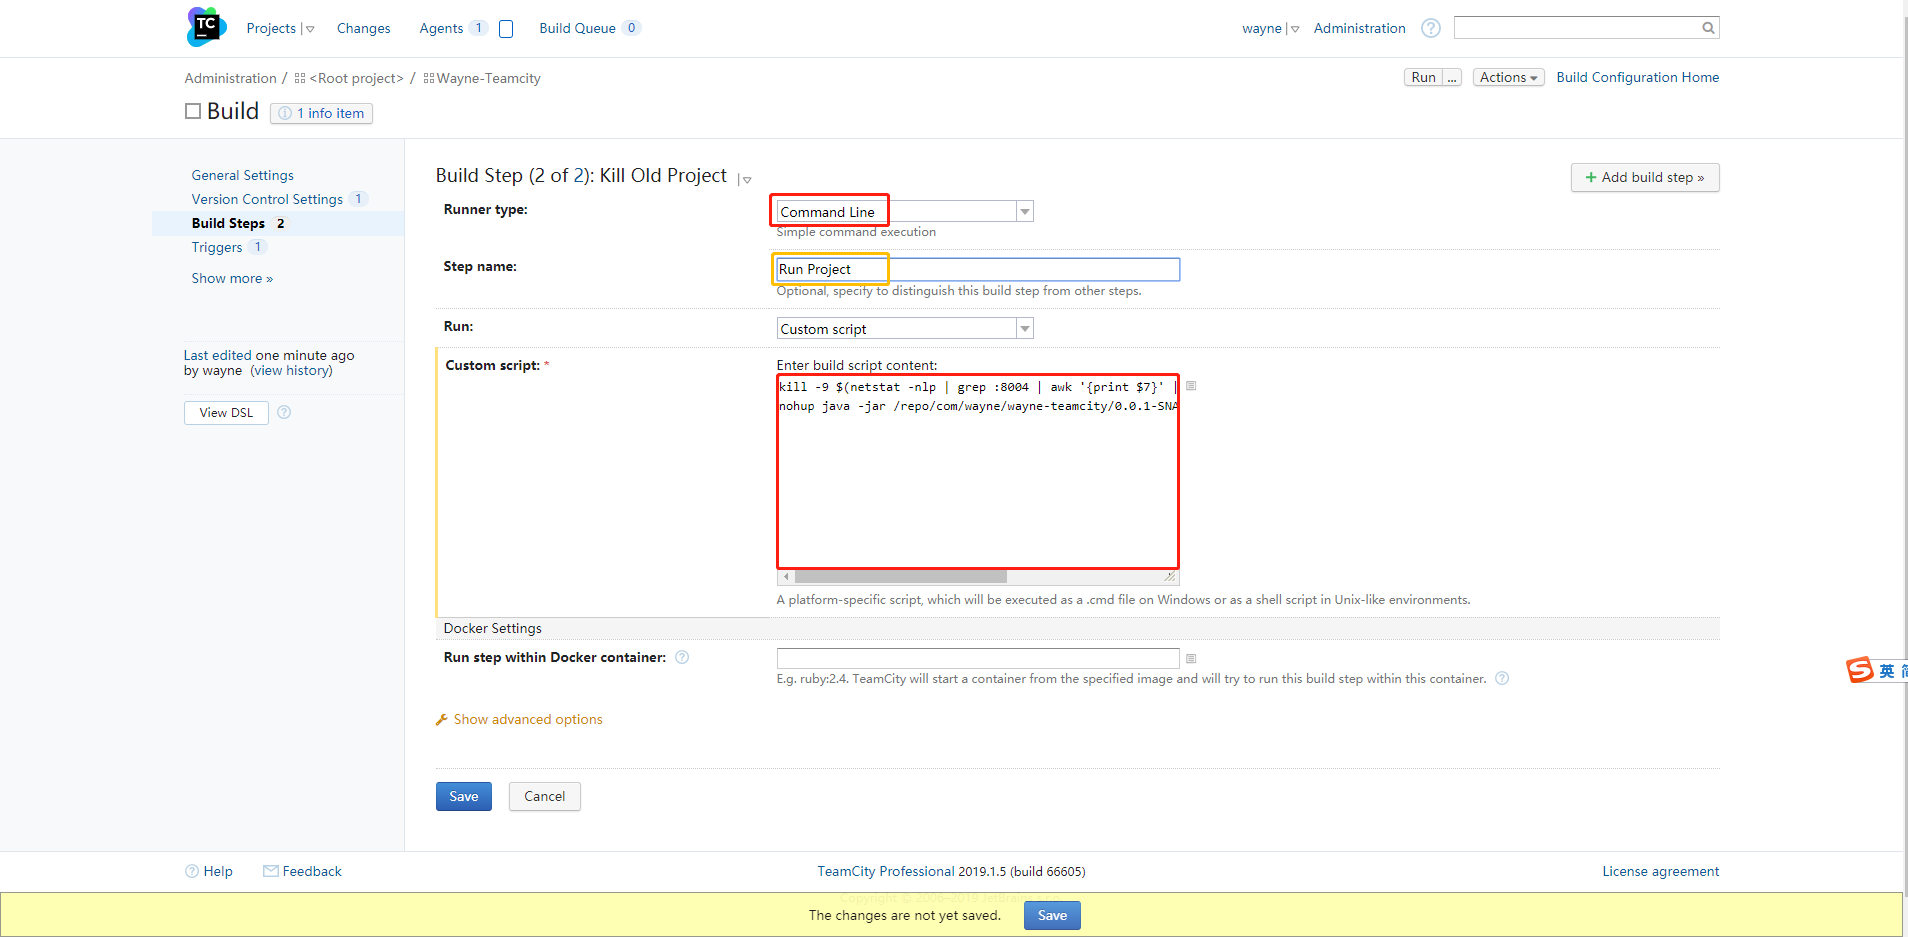 TC
Projects
Changes
Agents 1
Build Queue 0
wayne
Administration
?
Administration / <Root project> / Wayne-Teamcity
Run ...
Actions
Build Configuration Home
Build
1 info item
General Settings
Version Control Settings 1
Build Steps 2
Triggers 1
Show more »
Last edited one minute ago
by wayne (view history)
View DSL ?
Build Step (2 of 2): Kill Old Project
+ Add build step »
Runner type:
Command Line
Simple command execution
Step name:
Run Project
Optional, specify to distinguish this build step from other steps.
Run:
Custom script
Custom script: *
Enter build script content:
kill -9 $(netstat -nlp | grep :8004 | awk '{print $7}' |
nohup java -jar /repo/com/wayne/wayne-teamcity/0.0.1-SNA
A platform-specific script, which will be executed as a .cmd file on Windows or as a shell script in Unix-like environments.
Docker Settings
Run step within Docker container: ?
E.g. ruby:2.4. TeamCity will start a container from the specified image and will try to run this build step within this container. ?
Show advanced options
Save
Cancel
? Help
Feedback
TeamCity Professional 2019.1.5 (build 66605)
License agreement
Copyright © 2006–2019 JetBrains s.r.o.
The changes are not yet saved.
Save
S 英